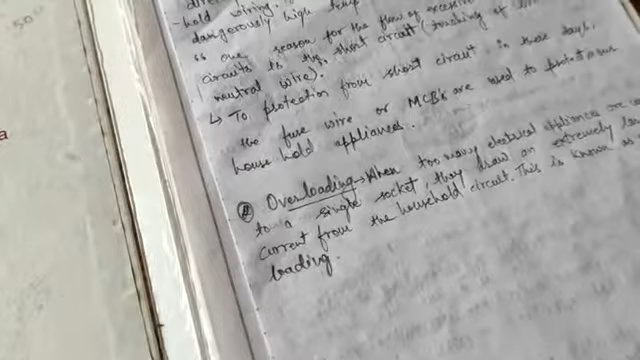 hold wiring.
dangerously high temp
one reason for the flow of excessive
circuits is the short circuit (touching of
neutral wire).
↳ To protection from short circuit in these days.
the fuse wire or MCB's are used to protect our
house hold appliances.
Overloading → When too many electrical appliances are
to a single socket, they draw an extremely
current from the household circuit. This is known as
loading.